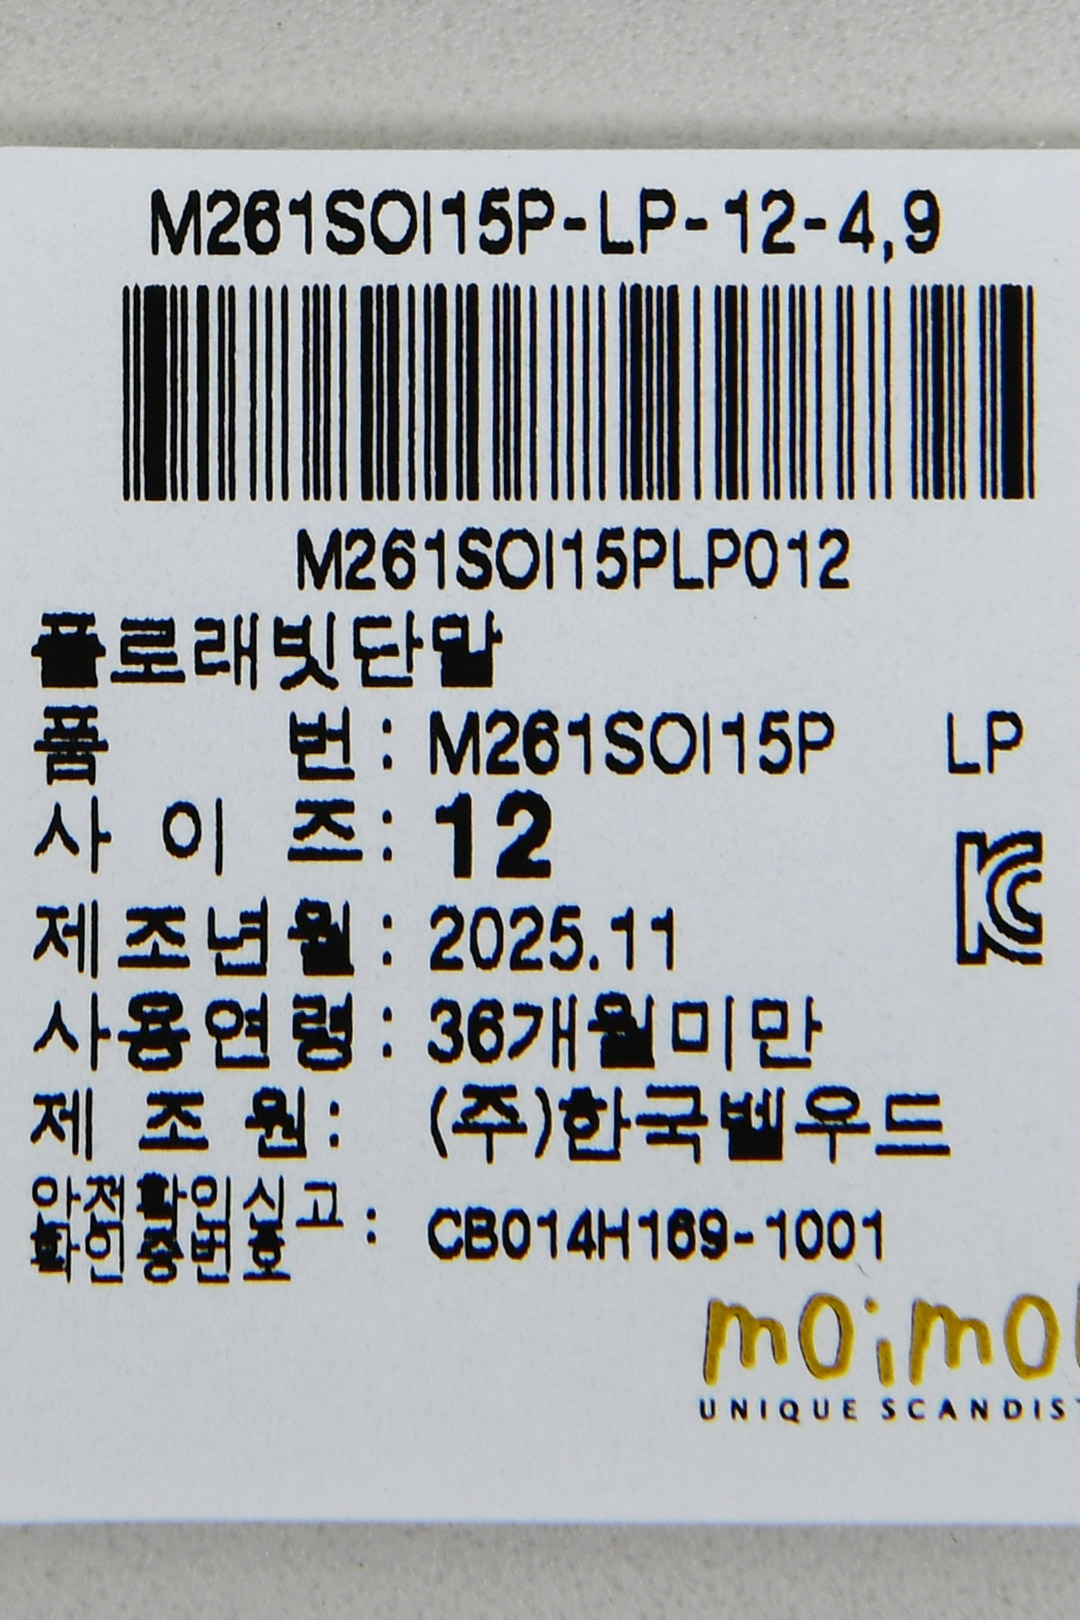 M261SOI15P-LP-12-4,9
M261SOI15PLP012
플로래빗단말
품 번 : M261SOI15P LP
사 이 즈 : 12
제조년월 : 2025.11
사용연령 : 36개월미만
제 조 원 : (주)한국벨우드
안전확인신고
확인증번호 : CB014H169-1001
moimol
UNIQUE SCANDIS